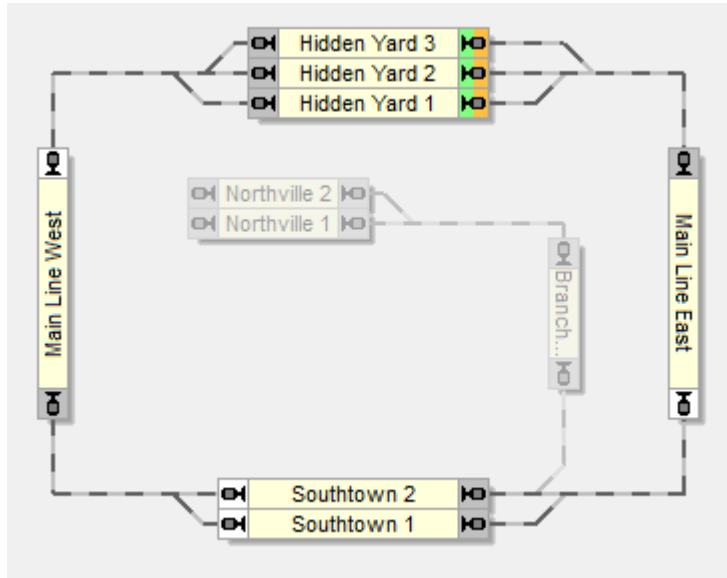 Hidden Yard 3
Hidden Yard 2
Hidden Yard 1
Northville 2
Northville 1
Main Line West
Branch...
Main Line East
Southtown 2
Southtown 1